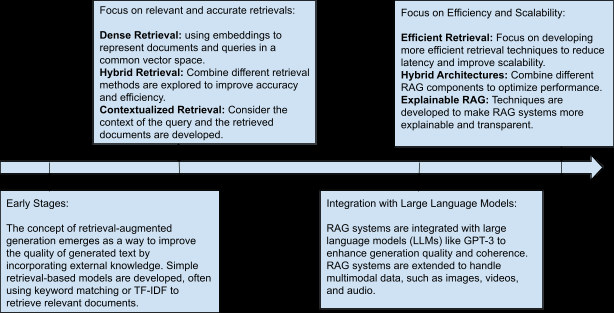 Focus on relevant and accurate retrievals:
Dense Retrieval: using embeddings to
represent documents and queries in a
common vector space.
Hybrid Retrieval: Combine different retrieval
methods are explored to improve accuracy
and efficiency.
Contextualized Retrieval: Consider the
context of the query and the retrieved
documents are developed.
Focus on Efficiency and Scalability:
Efficient Retrieval: Focus on developing
more efficient retrieval techniques to reduce
latency and improve scalability.
Hybrid Architectures: Combine different
RAG components to optimize performance.
Explainable RAG: Techniques are
developed to make RAG systems more
explainable and transparent.
Early Stages:
The concept of retrieval-augmented
generation emerges as a way to improve
the quality of generated text by
incorporating external knowledge. Simple
retrieval-based models are developed, often
using keyword matching or TF-IDF to
retrieve relevant documents.
Integration with Large Language Models:
RAG systems are integrated with large
language models (LLMs) like GPT-3 to
enhance generation quality and coherence.
RAG systems are extended to handle
multimodal data, such as images, videos,
and audio.